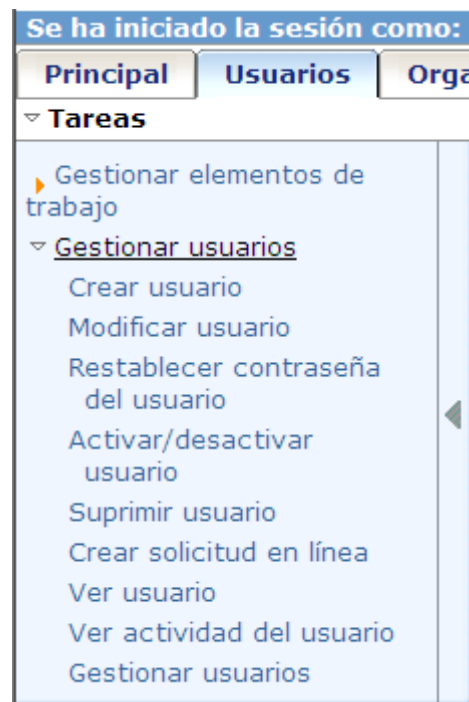 Se ha iniciado la sesión como:
Principal Usuarios Orga
Tareas
Gestionar elementos de
trabajo
Gestionar usuarios
Crear usuario
Modificar usuario
Restablecer contraseña
del usuario
Activar/desactivar
usuario
Suprimir usuario
Crear solicitud en línea
Ver usuario
Ver actividad del usuario
Gestionar usuarios